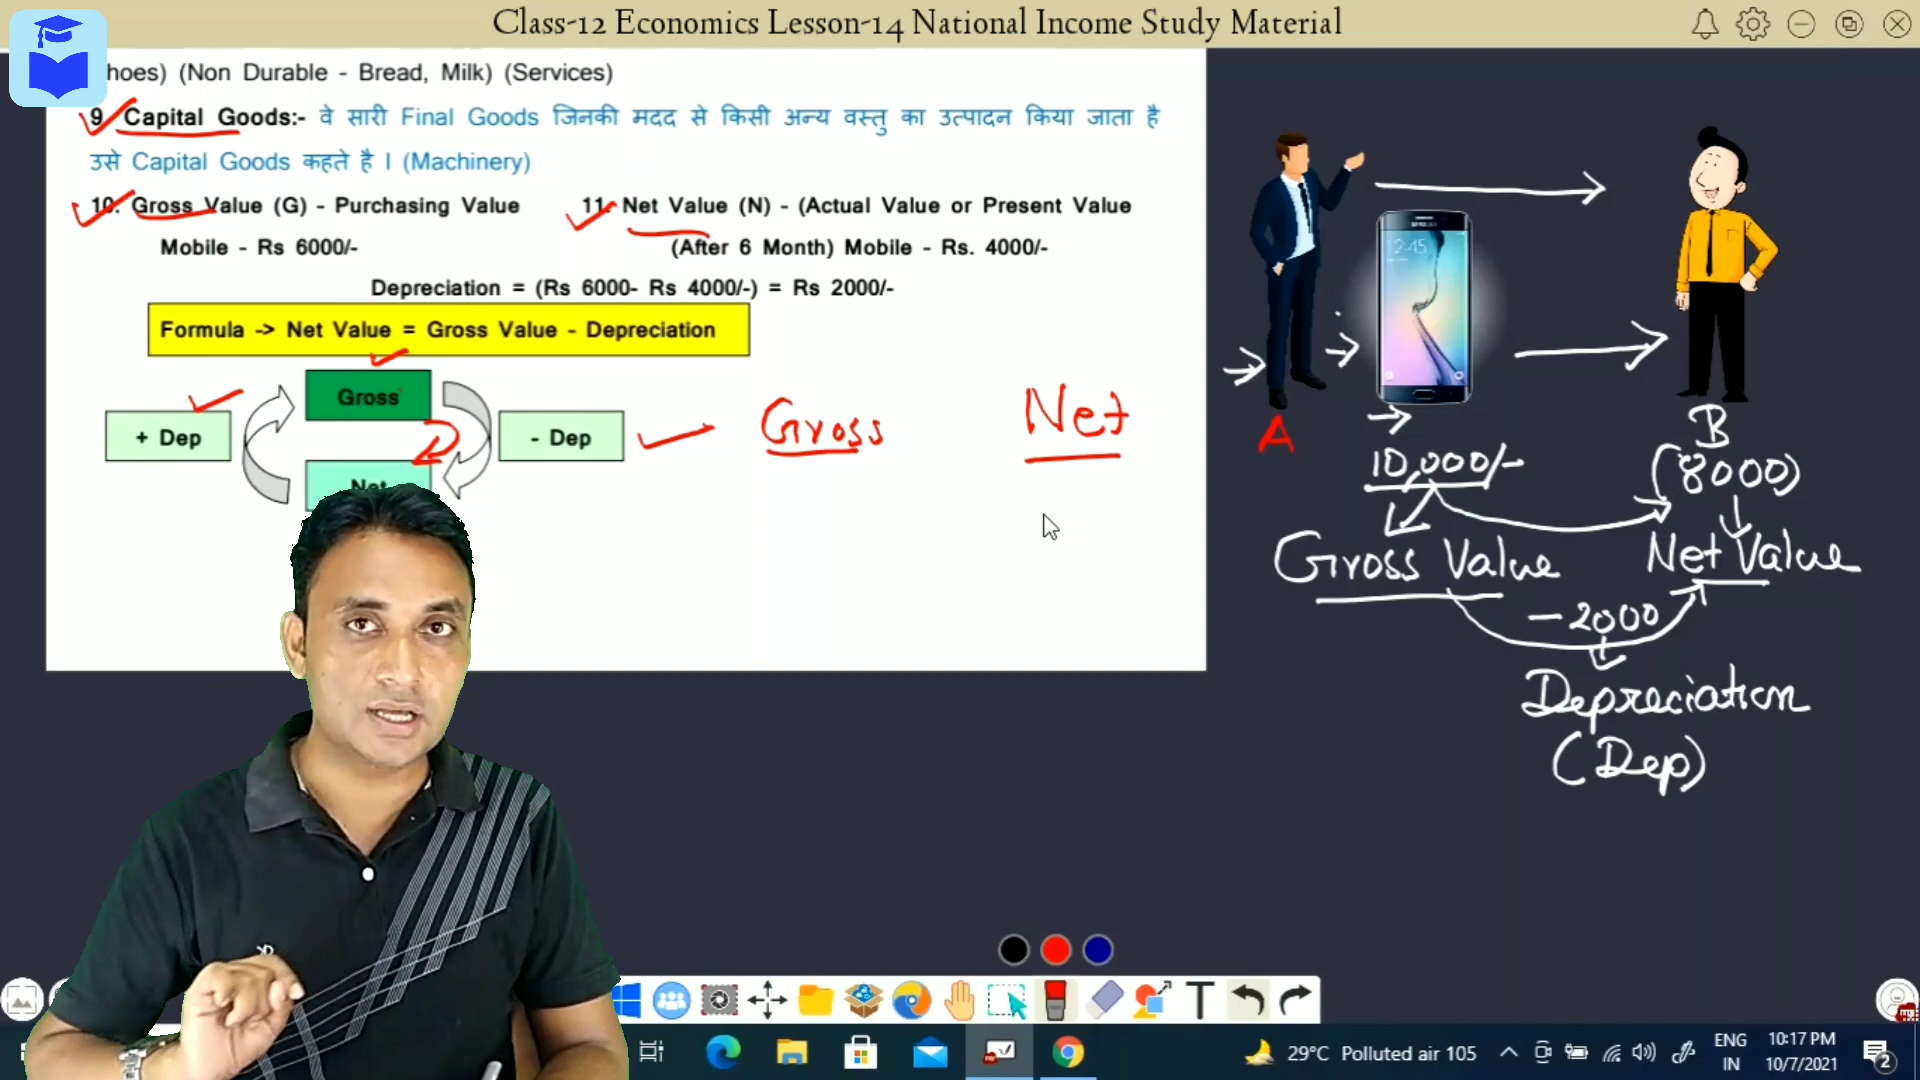 Class-12 Economics Lesson-14 National Income Study Material
hoes) (Non Durable - Bread, Milk) (Services)
9. Capital Goods:- वे सारी Final Goods जिनकी मदद से किसी अन्य वस्तु का उत्पादन किया जाता है
उसे Capital Goods कहते है । (Machinery)
10. Gross Value (G) - Purchasing Value
11. Net Value (N) - (Actual Value or Present Value
Mobile - Rs 6000/-
(After 6 Month) Mobile - Rs. 4000/-
Depreciation = (Rs 6000- Rs 4000/-) = Rs 2000/-
Formula -> Net Value = Gross Value - Depreciation
Gross
+ Dep
- Dep
Net
Gross
Net
12:45
A
B
10,000/-
(8000)
Gross Value
Net Value
-2000
Depreciation
(Dep)
T
29°C Polluted air 105
ENG
IN
10:17 PM
10/7/2021
2